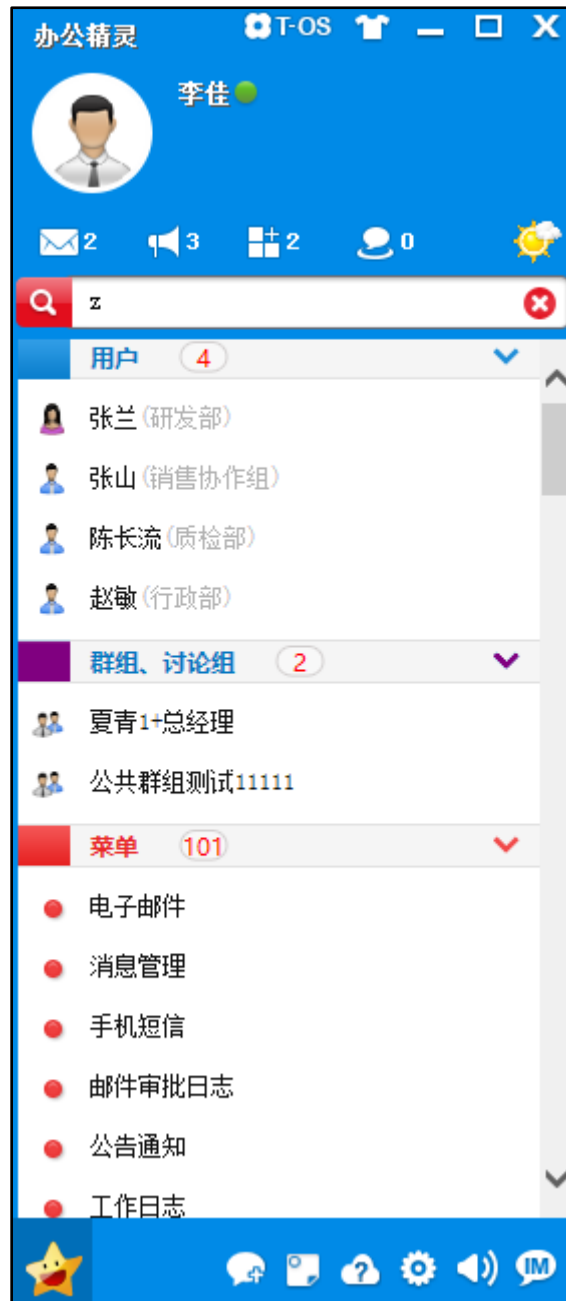 办公精灵 T-OS
李佳
2 3 2 0
z
用户 4
张兰(研发部)
张山(销售协作组)
陈长流(质检部)
赵敏(行政部)
群组、讨论组 2
夏青1+总经理
公共群组测试11111
菜单 101
电子邮件
消息管理
手机短信
邮件审批日志
公告通知
工作日志
IM